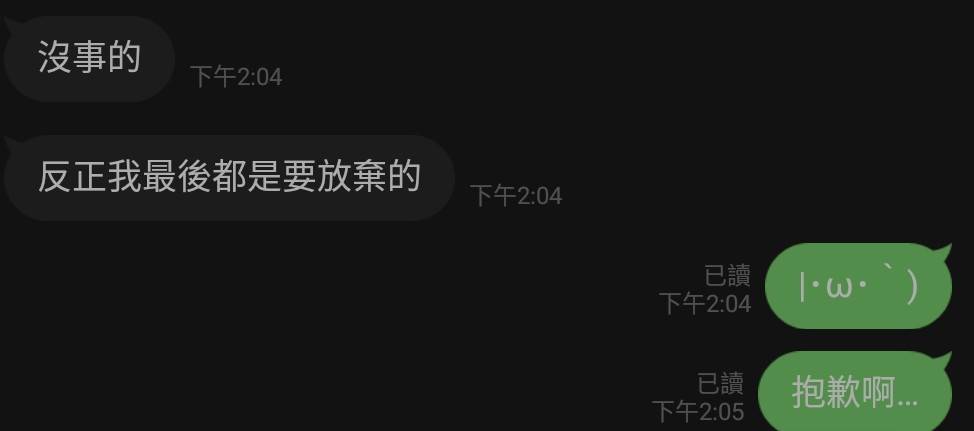 沒事的
下午2:04
反正我最後都是要放棄的
下午2:04
已讀
下午2:04
|･ω･｀)
已讀
下午2:05
抱歉啊...